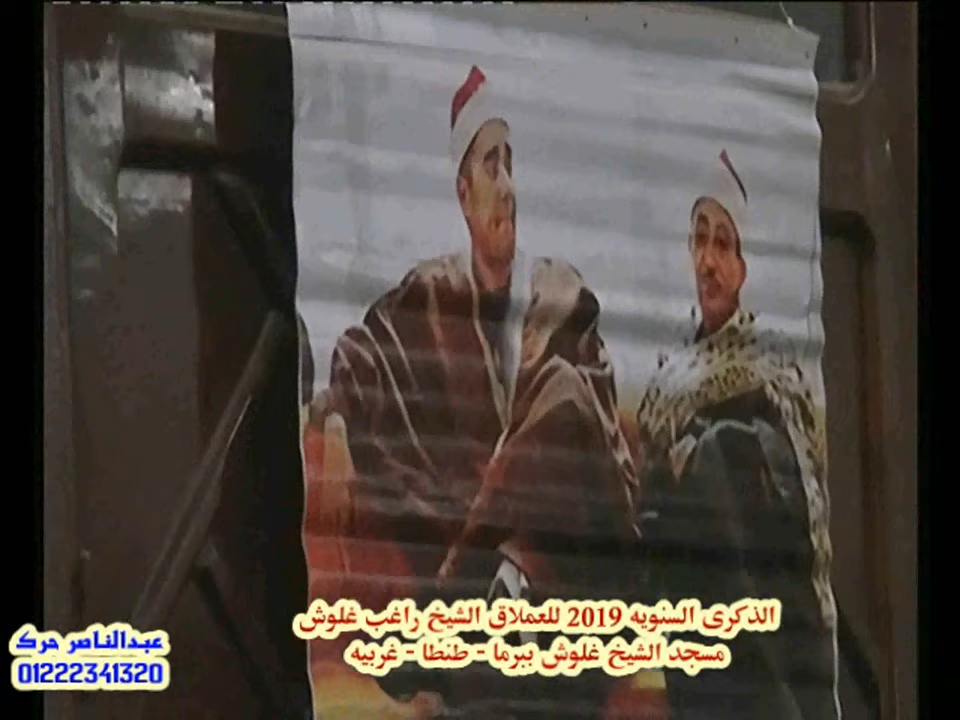 الذكرى السنويه 2019 للعملاق الشيخ راغب غلوش
مسجد الشيخ غلوش ببرما - طنطا - غربيه
عبدالناصر حرك
01222341320